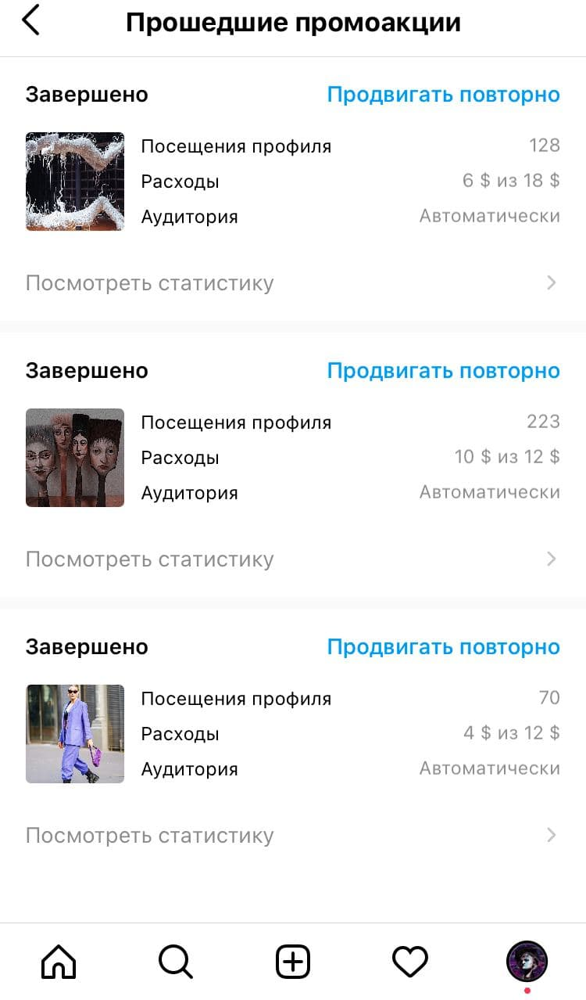 Прошедшие промоакции
Завершено Продвигать повторно
Посещения профиля 128
Расходы 6 $ из 18 $
Аудитория Автоматически
Посмотреть статистику
Завершено Продвигать повторно
Посещения профиля 223
Расходы 10 $ из 12 $
Аудитория Автоматически
Посмотреть статистику
Завершено Продвигать повторно
Посещения профиля 70
Расходы 4 $ из 12 $
Аудитория Автоматически
Посмотреть статистику